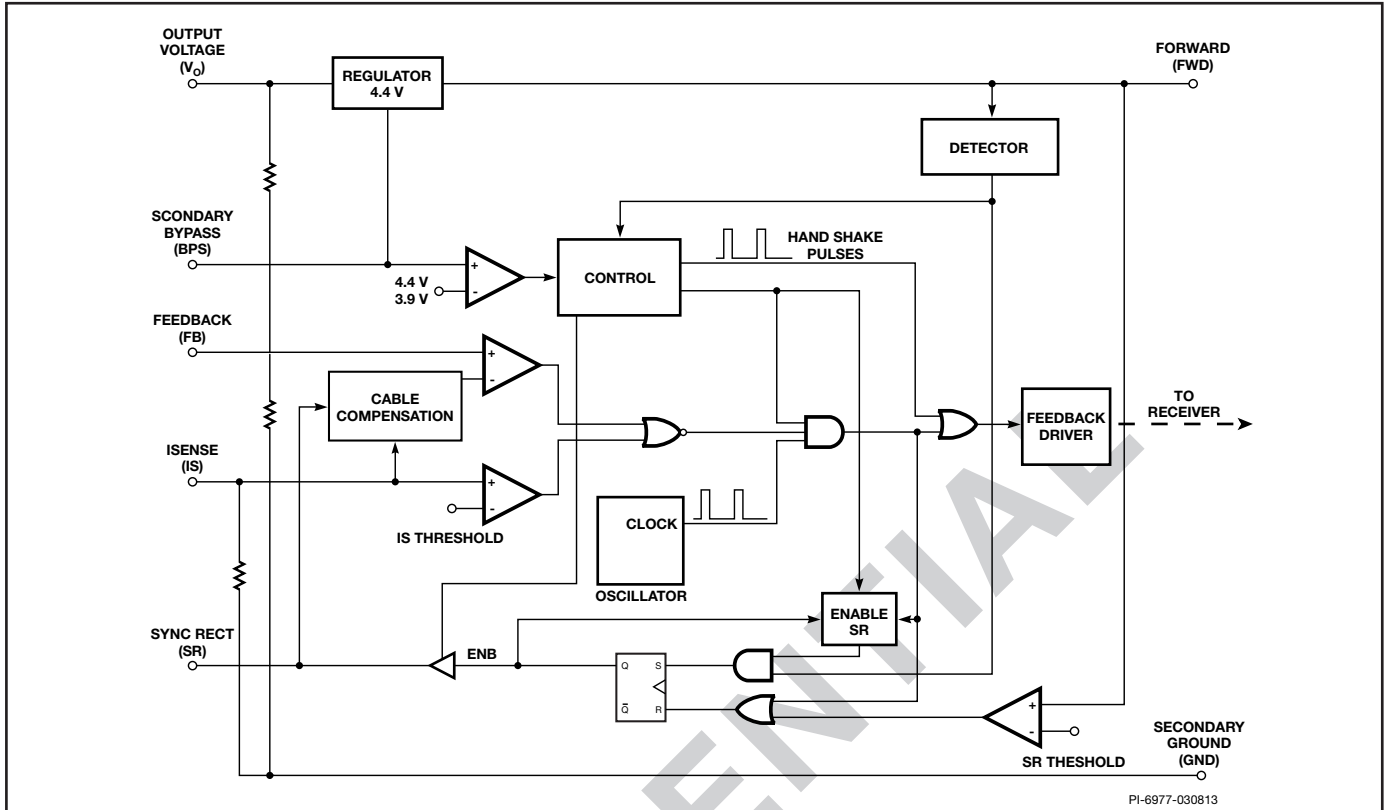 OUTPUT
VOLTAGE
(VO)
REGULATOR
4.4 V
FORWARD
(FWD)
DETECTOR
SCONDARY
BYPASS
(BPS)
+
-
4.4 V
3.9 V
CONTROL
HAND SHAKE
PULSES
FEEDBACK
(FB)
+
-
CABLE
COMPENSATION
FEEDBACK
DRIVER
TO
RECEIVER
ISENSE
(IS)
+
-
IS THRESHOLD
CLOCK
OSCILLATOR
ENABLE
SR
SYNC RECT
(SR)
ENB
Q
S
Q
R
+
-
SR THESHOLD
SECONDARY
GROUND
(GND)
PI-6977-030813
ENTIAL